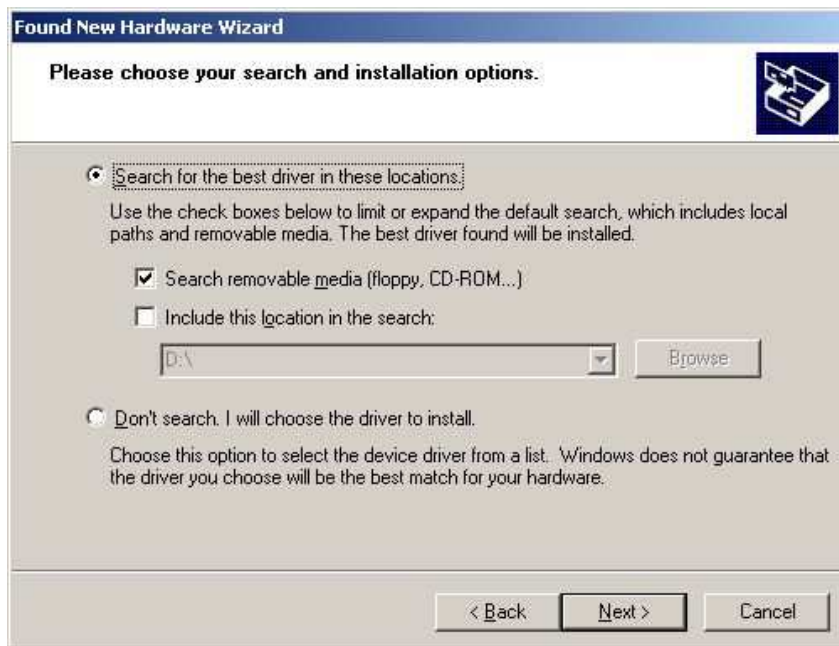 Found New Hardware Wizard
Please choose your search and installation options.
Search for the best driver in these locations.
Use the check boxes below to limit or expand the default search, which includes local
paths and removable media. The best driver found will be installed.
Search removable media (floppy, CD-ROM...)
Include this location in the search:
D:\
Browse
Don't search. I will choose the driver to install.
Choose this option to select the device driver from a list. Windows does not guarantee that
the driver you choose will be the best match for your hardware.
< Back Next > Cancel